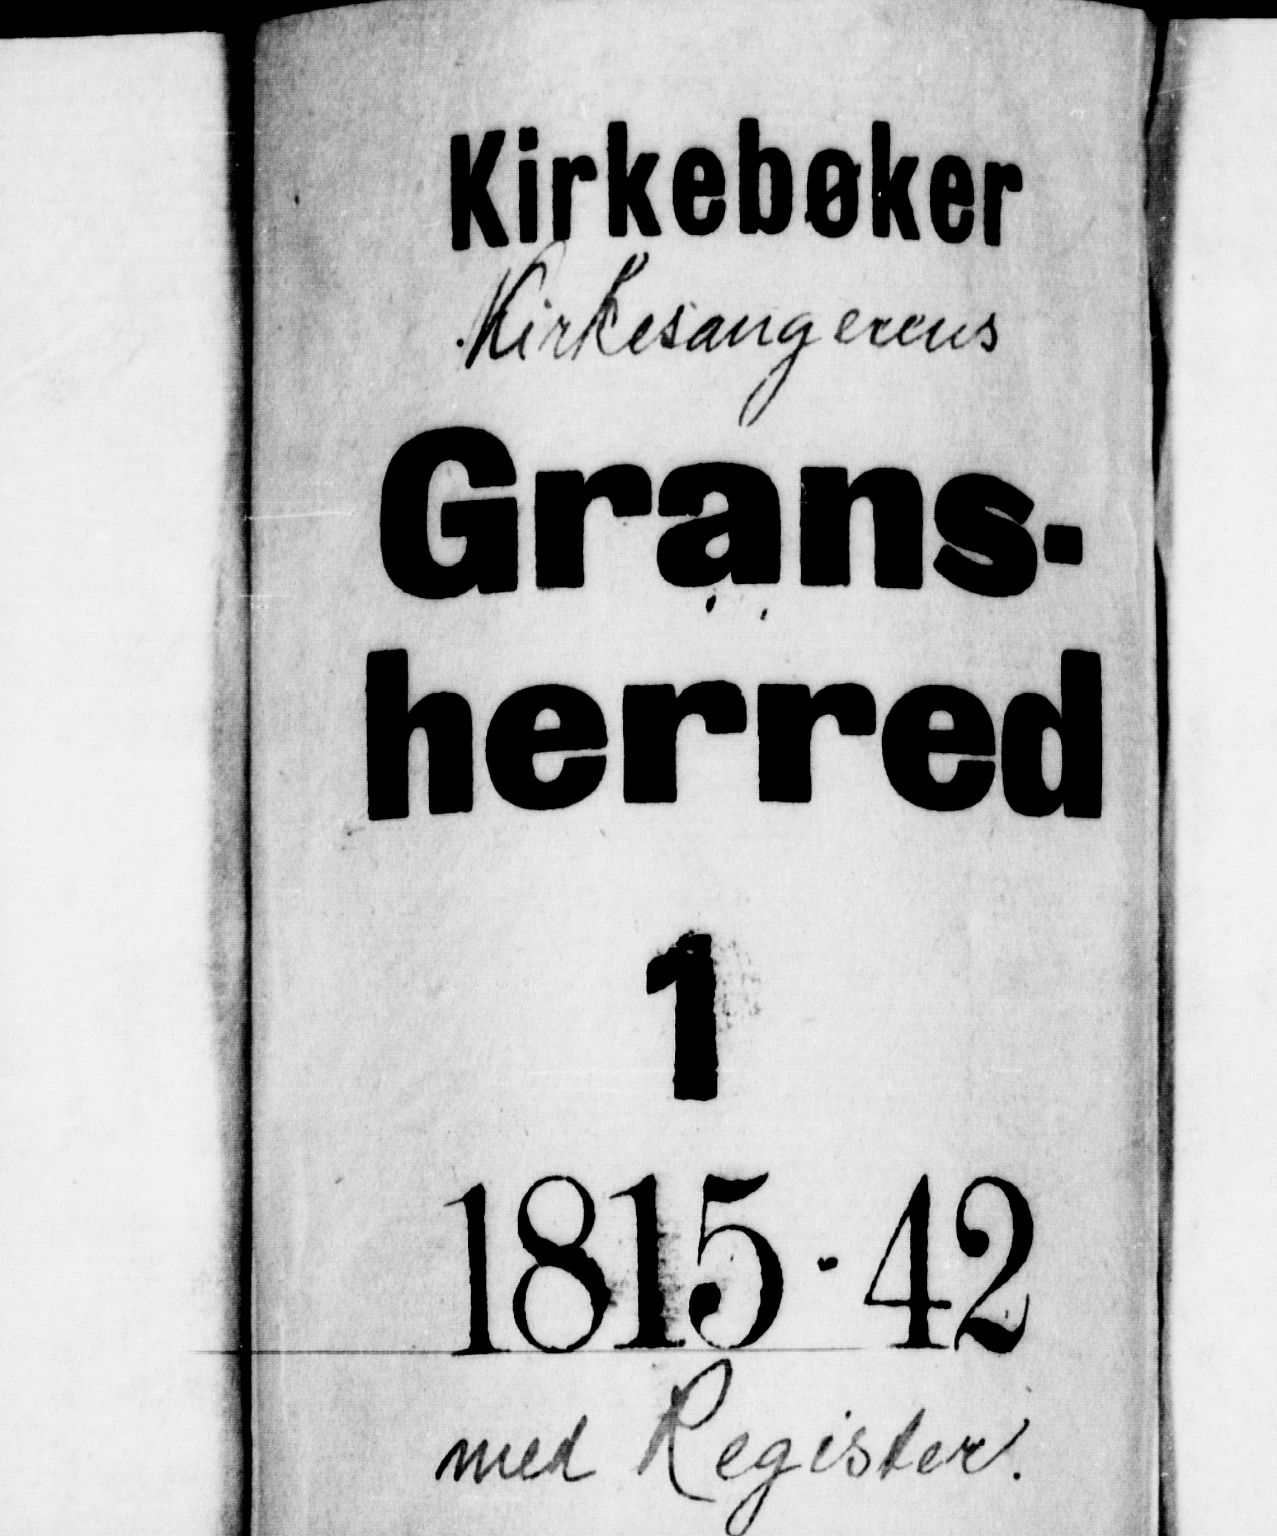 Kirkebøker
Kirkesangerens
Grans-
herred
1
1815-42
med Register.